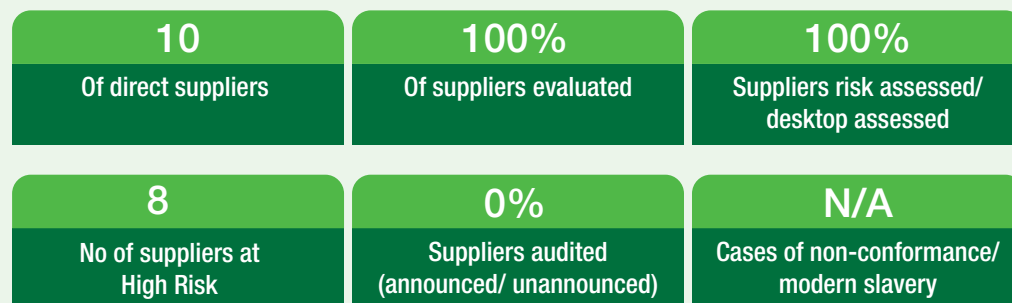 10
Of direct suppliers
100%
Of suppliers evaluated
100%
Suppliers risk assessed/
desktop assessed
8
No of suppliers at
High Risk
0%
Suppliers audited
(announced/ unannounced)
N/A
Cases of non-conformance/
modern slavery